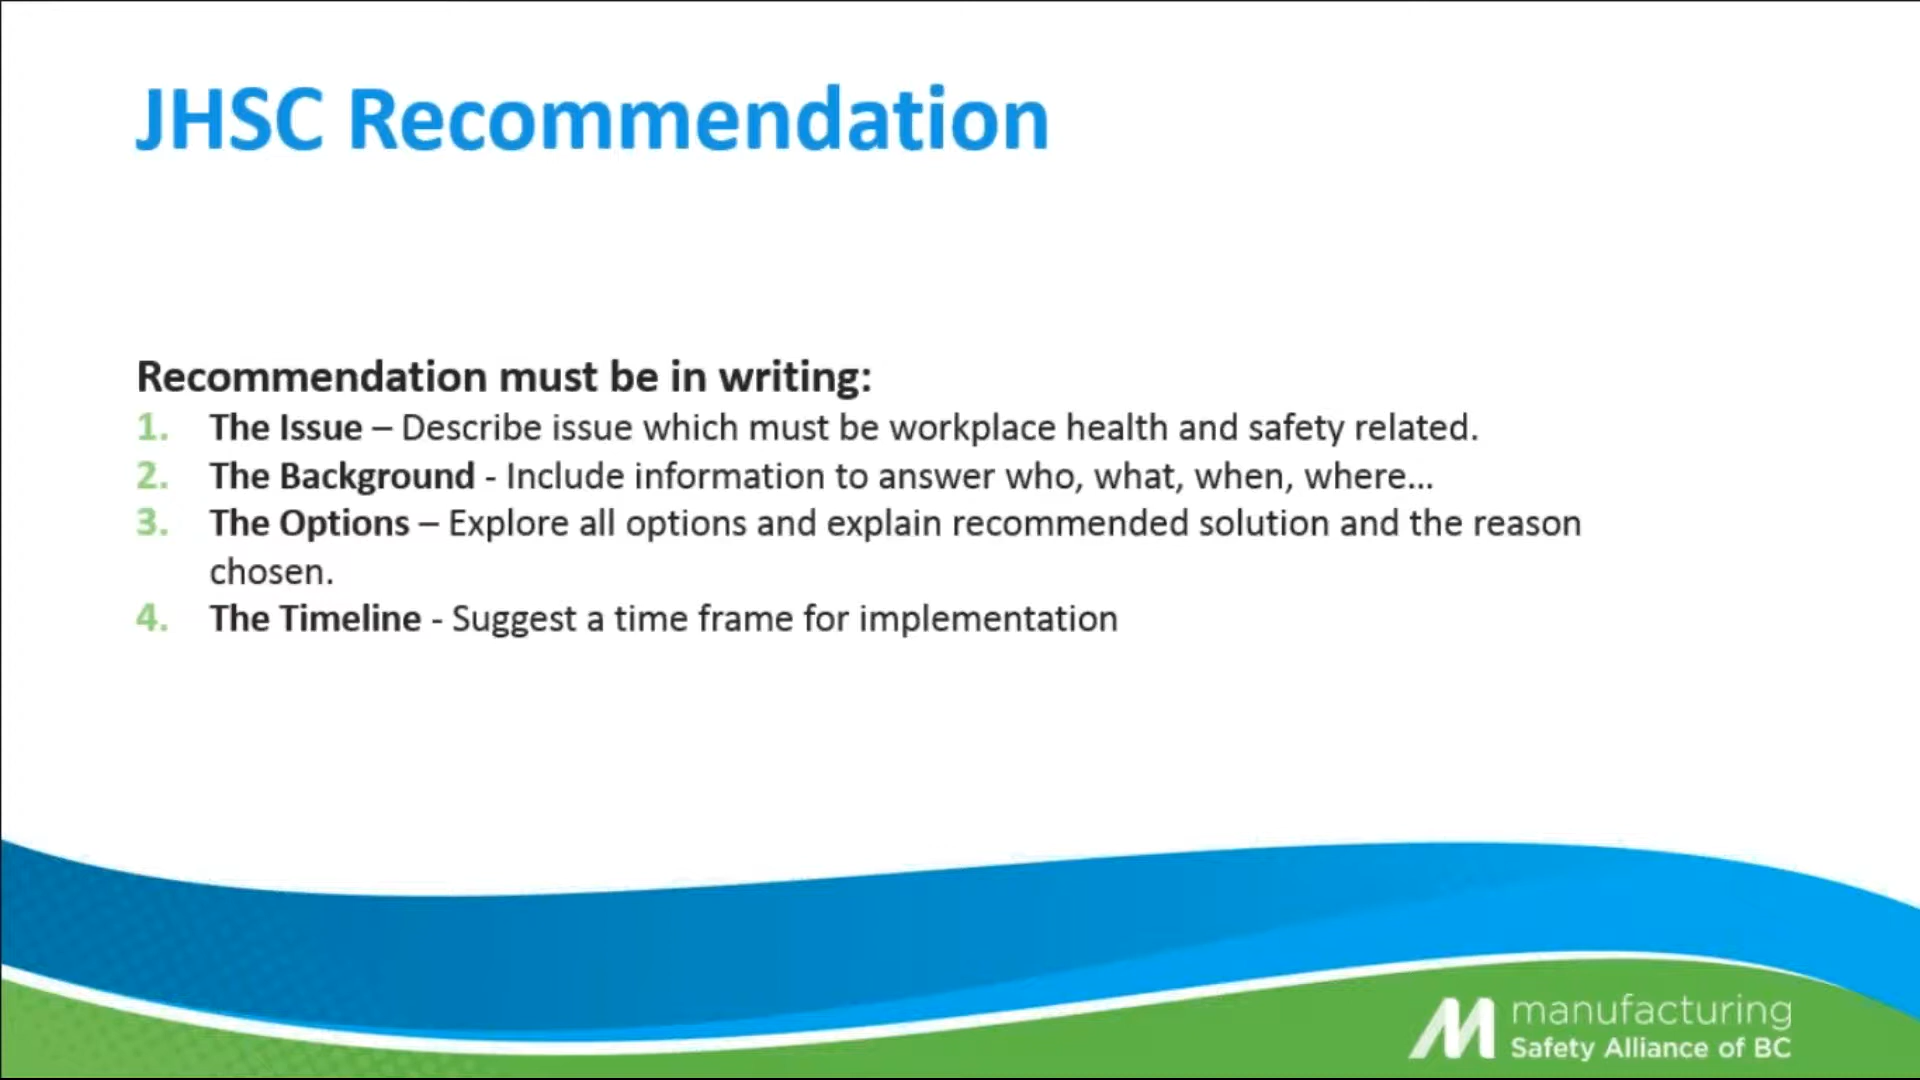 JHSC Recommendation
Recommendation must be in writing:
1. The Issue – Describe issue which must be workplace health and safety related.
2. The Background - Include information to answer who, what, when, where...
3. The Options – Explore all options and explain recommended solution and the reason
chosen.
4. The Timeline - Suggest a time frame for implementation
manufacturing
Safety Alliance of BC